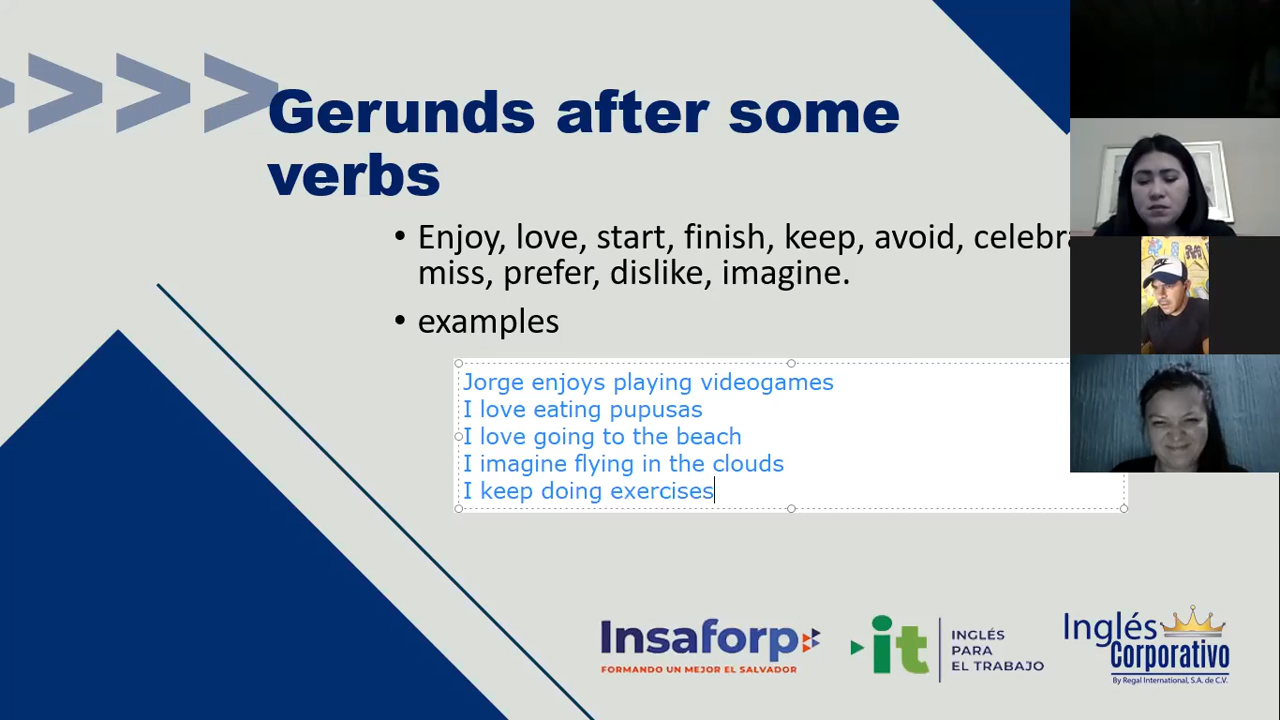 Gerunds after some
verbs
• Enjoy, love, start, finish, keep, avoid,
miss, prefer, dislike, imagine.
• examples
Jorge enjoys playing videogames
I love eating pupusas
I love going to the beach
I imagine flying in the clouds
I keep doing exercises
Insaforp
FORMANDO UN MEJOR EL SALVADOR
it
INGLÉS
PARA
EL TRABAJO
Inglés
Corporativo
By Regal International, S.A. de C.V.